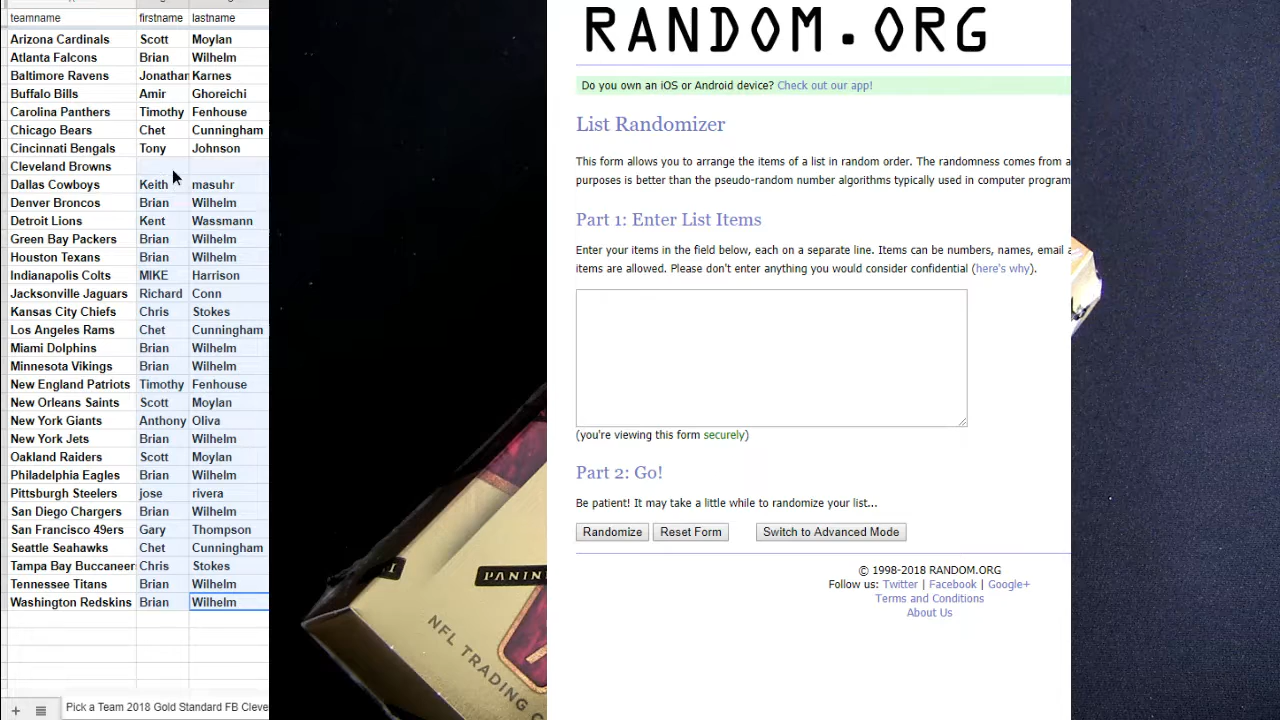 teamname firstname lastname
Arizona Cardinals Scott Moylan
Atlanta Falcons Brian Wilhelm
Baltimore Ravens Jonathan Karnes
Buffalo Bills Amir Ghoreichi
Carolina Panthers Timothy Fenhouse
Chicago Bears Chet Cunningham
Cincinnati Bengals Tony Johnson
Cleveland Browns
Dallas Cowboys Keith masuhr
Denver Broncos Brian Wilhelm
Detroit Lions Kent Wassmann
Green Bay Packers Brian Wilhelm
Houston Texans Brian Wilhelm
Indianapolis Colts MIKE Harrison
Jacksonville Jaguars Richard Conn
Kansas City Chiefs Chris Stokes
Los Angeles Rams Chet Cunningham
Miami Dolphins Brian Wilhelm
Minnesota Vikings Brian Wilhelm
New England Patriots Timothy Fenhouse
New Orleans Saints Scott Moylan
New York Giants Anthony Oliva
New York Jets Brian Wilhelm
Oakland Raiders Scott Moylan
Philadelphia Eagles Brian Wilhelm
Pittsburgh Steelers jose rivera
San Diego Chargers Brian Wilhelm
San Francisco 49ers Gary Thompson
Seattle Seahawks Chet Cunningham
Tampa Bay Buccaneer Chris Stokes
Tennessee Titans Brian Wilhelm
Washington Redskins Brian Wilhelm
Pick a Team 2018 Gold Standard FB Cleve
PANINI
NFL TRADING
RANDOM.ORG
Do you own an iOS or Android device? Check out our app!
List Randomizer
This form allows you to arrange the items of a list in random order. The randomness comes from a
purposes is better than the pseudo-random number algorithms typically used in computer program
Part 1: Enter List Items
Enter your items in the field below, each on a separate line. Items can be numbers, names, email a
items are allowed. Please don't enter anything you would consider confidential (here's why).
(you're viewing this form securely)
Part 2: Go!
Be patient! It may take a little while to randomize your list...
Randomize Reset Form Switch to Advanced Mode
© 1998-2018 RANDOM.ORG
Follow us: Twitter | Facebook | Google+
Terms and Conditions
About Us